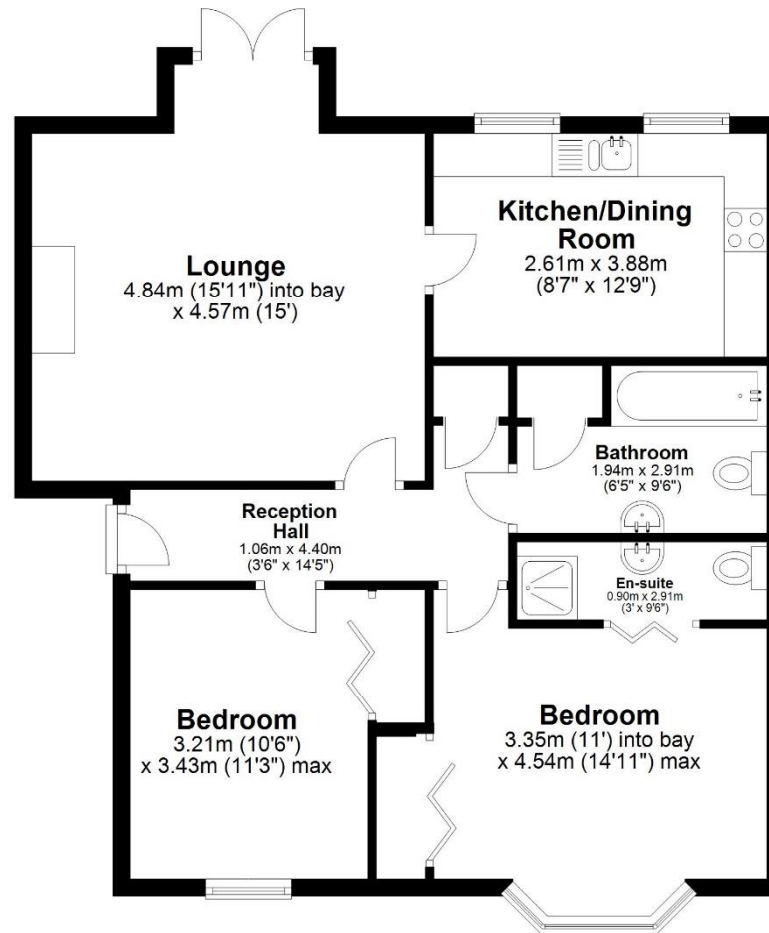 Lounge
4.84m (15'11") into bay
x 4.57m (15')
Kitchen/Dining
Room
2.61m x 3.88m
(8'7" x 12'9")
Bathroom
1.94m x 2.91m
(6'5" x 9'6")
Reception
Hall
1.06m x 4.40m
(3'6" x 14'5")
En-suite
0.90m x 2.91m
(3' x 9'6")
Bedroom
3.21m (10'6")
x 3.43m (11'3") max
Bedroom
3.35m (11') into bay
x 4.54m (14'11") max